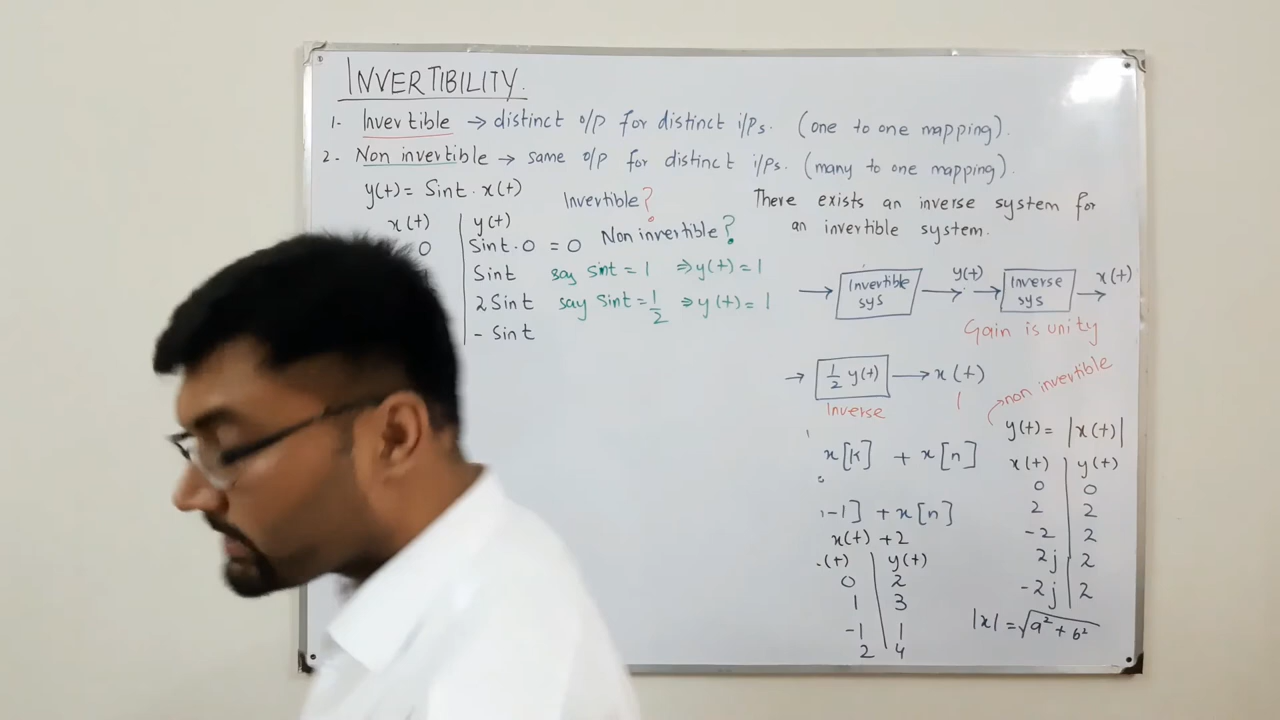 INVERTIBILITY.
1- Invertible → distinct o/p for distinct i/ps. (one to one mapping).
2- Non invertible → same o/p for distinct i/ps. (many to one mapping).
y(t)= Sint · x(t)
Invertible?
Non invertible?
x(t) | y(t)
0 | Sint · 0 = 0
Sint say sint = 1 ⇒ y(t) = 1
2 Sint say sint = 1/2 ⇒ y(t) = 1
- Sint
There exists an inverse system for
an invertible system.
→ Invertible sys → y(t) → Inverse sys → x(t)
Gain is unity
→ 1/2 y(t) → x(t)
Inverse
x[k] + x[n]
-1] + x[n]
x(t) + 2
(t) | y(t)
0 | 2
1 | 3
-1 | 1
2 | 4
non invertible
y(t) = |x(t)|
x(t) | y(t)
0 | 0
2 | 2
-2 | 2
2j | 2
-2j | 2
|x| = √a² + b²